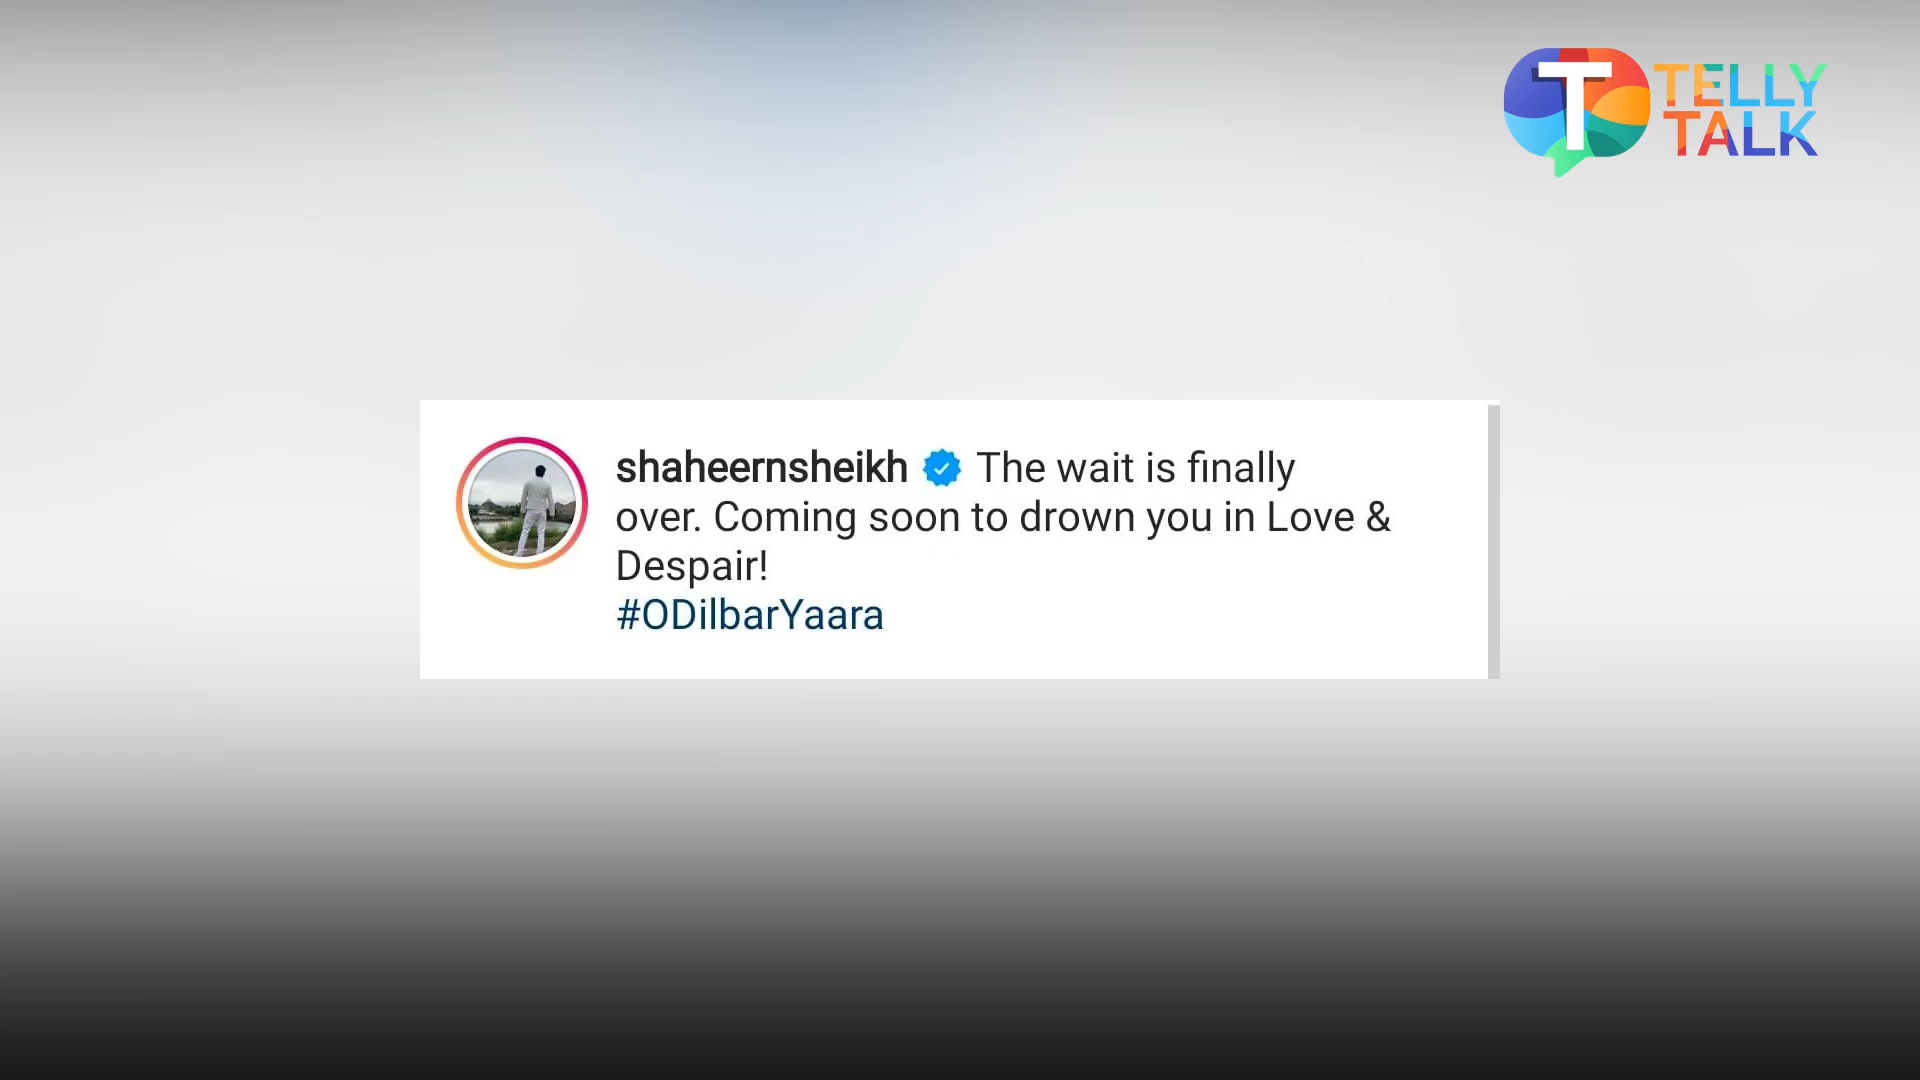 T TELLY
TALK
shaheernsheikh The wait is finally
over. Coming soon to drown you in Love &
Despair!
#ODilbarYaara